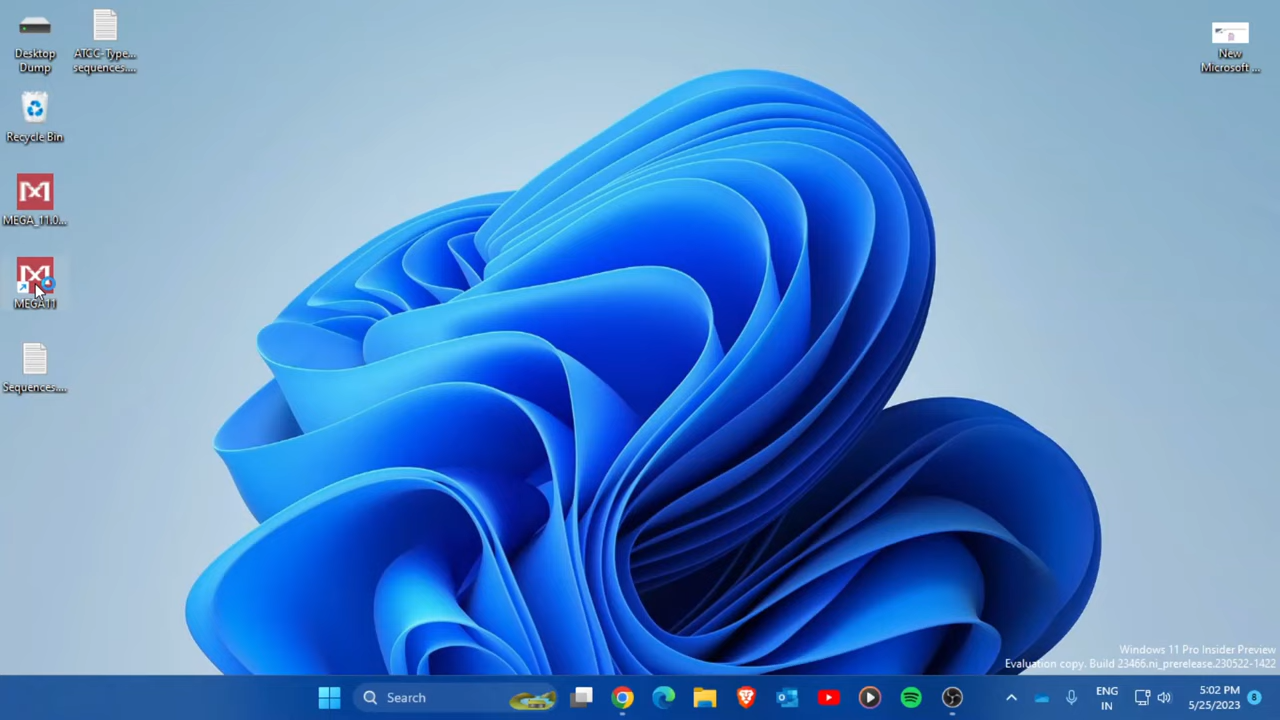 Desktop
Dump
ATCC-Type...
sequences....
New
Microsoft ...
Recycle Bin
MEGA_11.0...
MEGA11
Sequences....
Windows 11 Pro Insider Preview
Evaluation copy. Build 23466.ni_prerelease.230522-1422
Search
ENG
IN
5:02 PM
5/25/2023
8